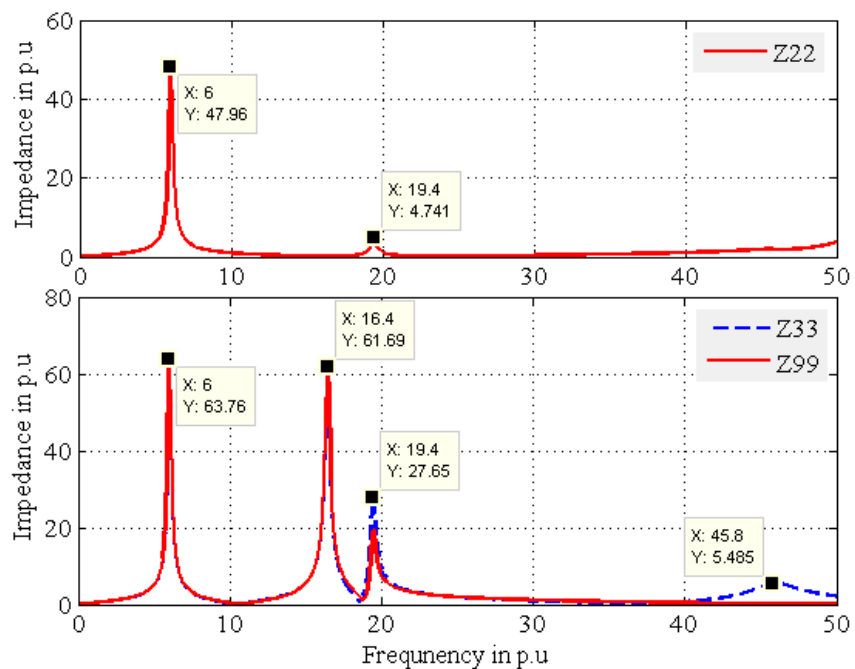 60
40
20
0
Impedance in p.u
X: 6
Y: 47.96
X: 19.4
Y: 4.741
Z22
0 10 20 30 40 50
80
60
40
20
0
Impedance in p.u
X: 6
Y: 63.76
X: 16.4
Y: 61.69
X: 19.4
Y: 27.65
X: 45.8
Y: 5.485
Z33
Z99
0 10 20 30 40 50
Frequnency in p.u